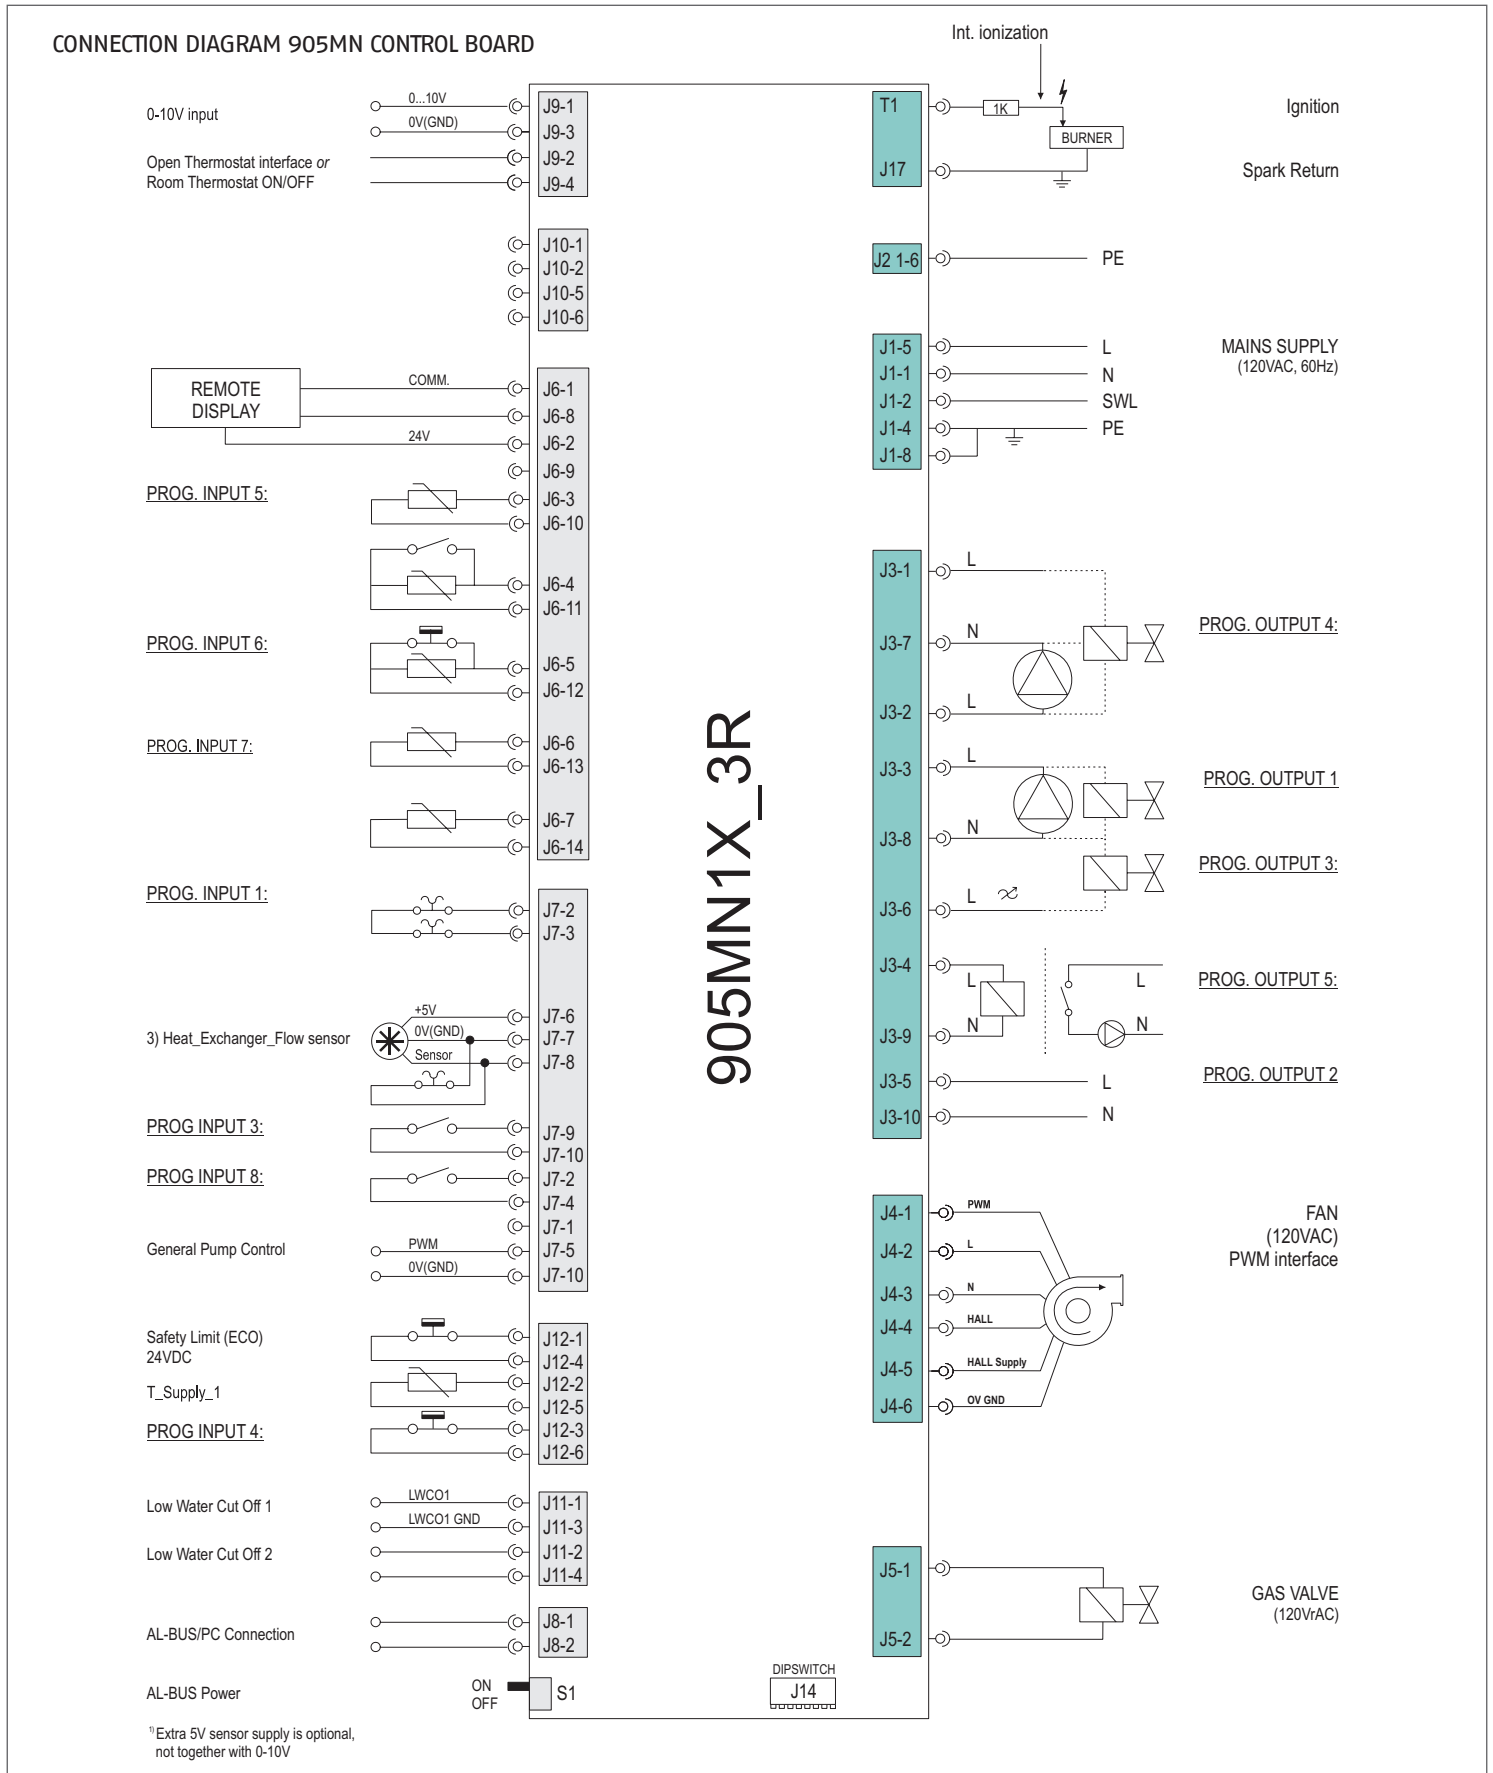 CONNECTION DIAGRAM 905MN CONTROL BOARD
Int. ionization
0-10V input
0...10V
J9-1
0V(GND)
J9-3
Open Thermostat interface or
J9-2
Room Thermostat ON/OFF
J9-4
J10-1
J10-2
J10-5
J10-6
REMOTE
DISPLAY
COMM.
J6-1
J6-8
24V
J6-2
J6-9
PROG. INPUT 5:
J6-3
J6-10
J6-4
J6-11
PROG. INPUT 6:
J6-5
J6-12
PROG. INPUT 7:
J6-6
J6-13
J6-7
J6-14
PROG. INPUT 1:
J7-2
J7-3
3) Heat_Exchanger_Flow sensor
+5V
J7-6
0V(GND)
J7-7
Sensor
J7-8
PROG INPUT 3:
J7-9
J7-10
PROG INPUT 8:
J7-2
J7-4
J7-1
General Pump Control
PWM
J7-5
0V(GND)
J7-10
Safety Limit (ECO)
24VDC
J12-1
J12-4
T_Supply_1
J12-2
J12-5
PROG INPUT 4:
J12-3
J12-6
Low Water Cut Off 1
LWCO1
J11-1
LWCO1 GND
J11-3
Low Water Cut Off 2
J11-2
J11-4
AL-BUS/PC Connection
J8-1
J8-2
AL-BUS Power
ON
OFF
S1
1) Extra 5V sensor supply is optional,
not together with 0-10V
905MN1X_3R
DIPSWITCH
J14
T1
1K
BURNER
Ignition
J17
Spark Return
J2 1-6
PE
J1-5
L
MAINS SUPPLY
(120VAC, 60Hz)
J1-1
N
J1-2
SWL
J1-4
PE
J1-8
J3-1
L
PROG. OUTPUT 4:
J3-7
N
J3-2
L
J3-3
L
PROG. OUTPUT 1
J3-8
N
PROG. OUTPUT 3:
J3-6
L
J3-4
L
L
PROG. OUTPUT 5:
J3-9
N
N
J3-5
L
PROG. OUTPUT 2
J3-10
N
J4-1
PWM
FAN
(120VAC)
PWM interface
J4-2
L
J4-3
N
J4-4
HALL
J4-5
HALL Supply
J4-6
OV GND
J5-1
GAS VALVE
(120VrAC)
J5-2